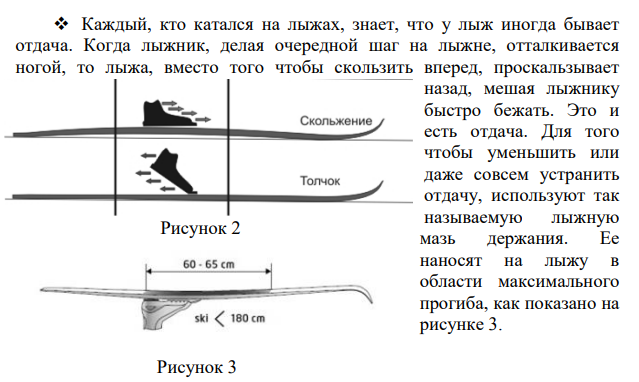 ❖ Каждый, кто катался на лыжах, знает, что у лыж иногда бывает
отдача. Когда лыжник, делая очередной шаг на лыжне, отталкивается
ногой, то лыжа, вместо того чтобы скользить вперед, проскальзывает
назад, мешая лыжнику
быстро бежать. Это и
есть отдача. Для того
чтобы уменьшить или
даже совсем устранить
отдачу, используют так
называемую лыжную
мазь держания. Ее
наносят на лыжу в
области максимального
прогиба, как показано на
рисунке 3.
Скольжение
Толчок
Рисунок 2
60 - 65 cm
ski < 180 cm
Рисунок 3